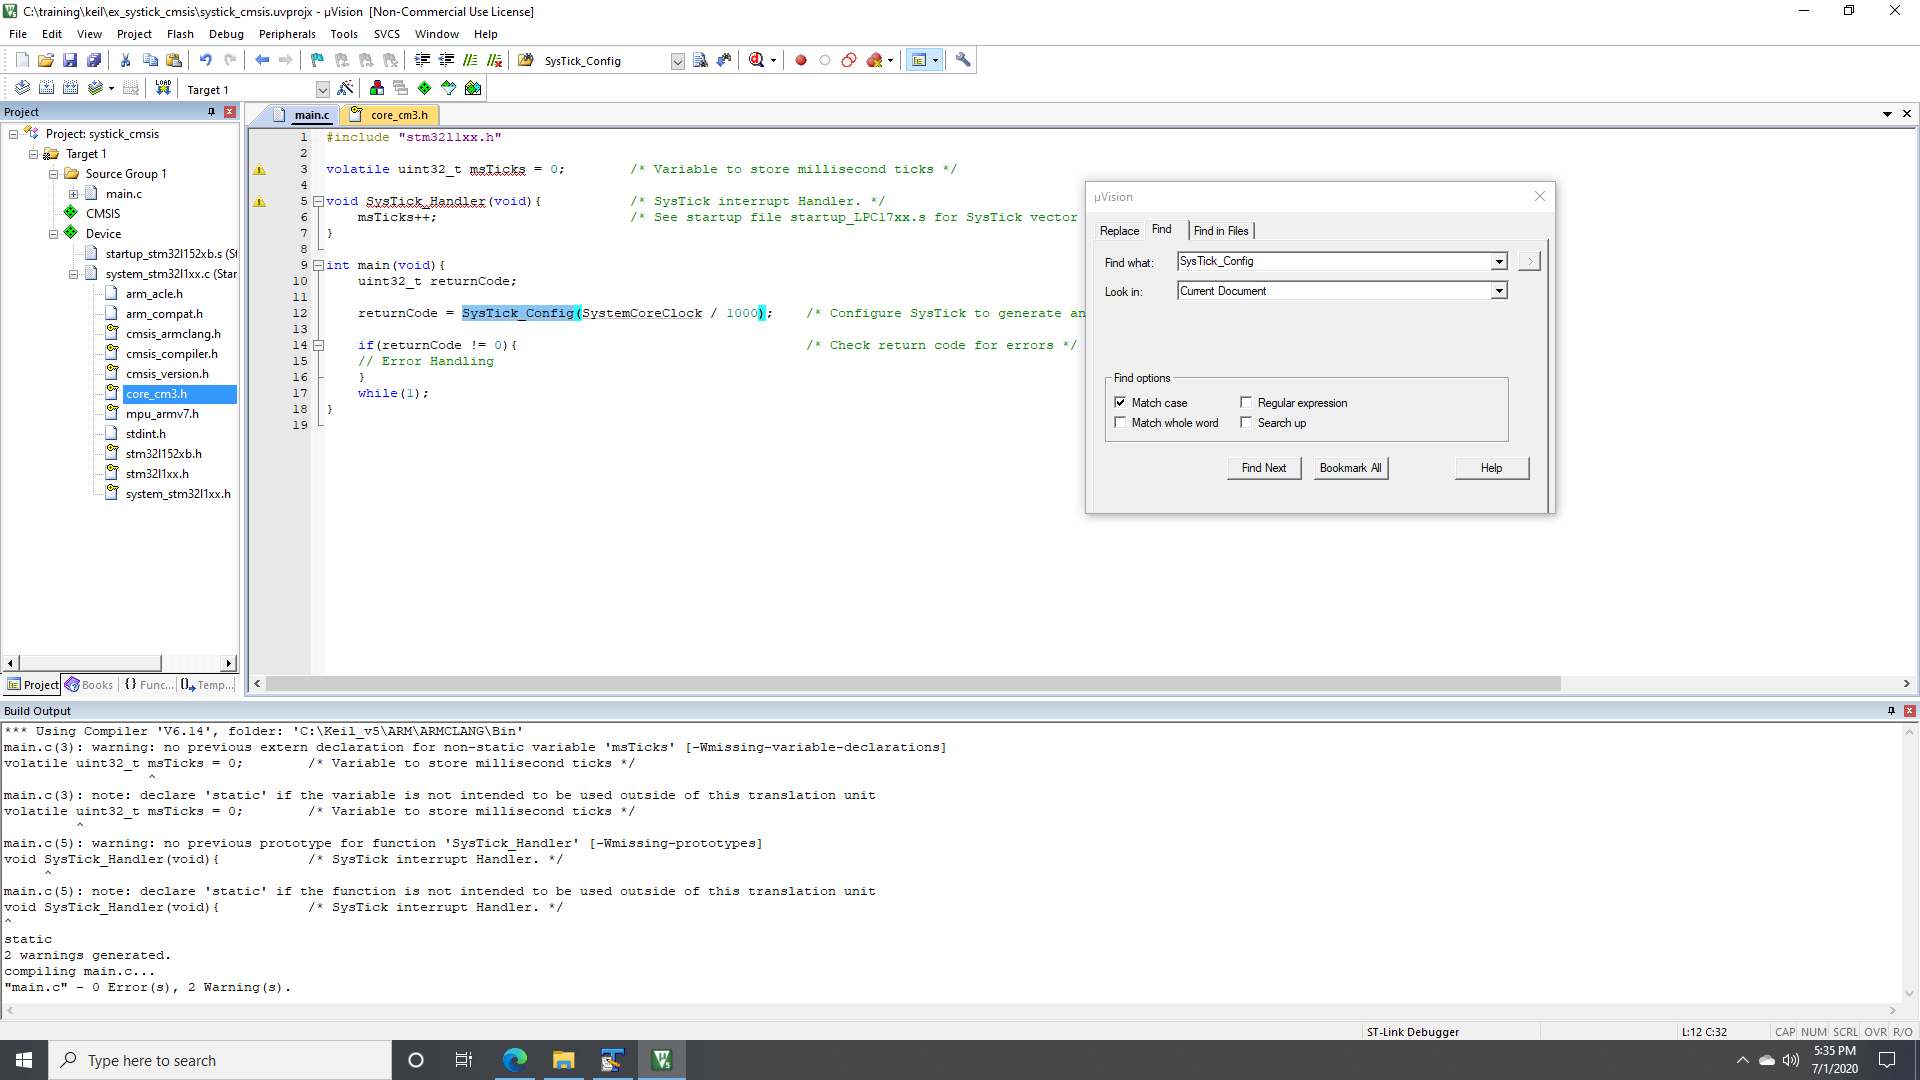 C:\training\keil\ex_systick_cmsis\systick_cmsis.uvprojx - µVision  [Non-Commercial Use License]
File Edit View Project Flash Debug Peripherals Tools SVCS Window Help
SysTick_Config
LOAD Target 1
Project
main.c core_cm3.h
Project: systick_cmsis
Target 1
Source Group 1
main.c
CMSIS
Device
startup_stm32l152xb.s (St
system_stm32l1xx.c (Star
arm_acle.h
arm_compat.h
cmsis_armclang.h
cmsis_compiler.h
cmsis_version.h
core_cm3.h
mpu_armv7.h
stdint.h
stm32l152xb.h
stm32l1xx.h
system_stm32l1xx.h
Project Books {} Func... Temp...
1 #include "stm32l1xx.h"
2
3 volatile uint32_t msTicks = 0; /* Variable to store millisecond ticks */
4
5 void SysTick_Handler(void){ /* SysTick interrupt Handler. */
6 msTicks++; /* See startup file startup_LPC17xx.s for SysTick vector
7 }
8
9 int main(void){
10 uint32_t returnCode;
11
12 returnCode = SysTick_Config(SystemCoreClock / 1000); /* Configure SysTick to generate an
13
14 if(returnCode != 0){ /* Check return code for errors */
15 // Error Handling
16 }
17 while(1);
18 }
19
µVision
Replace Find Find in Files
Find what: SysTick_Config
Look in: Current Document
Find options
Match case Regular expression
Match whole word Search up
Find Next Bookmark All Help
Build Output
*** Using Compiler 'V6.14', folder: 'C:\Keil_v5\ARM\ARMCLANG\Bin'
main.c(3): warning: no previous extern declaration for non-static variable 'msTicks' [-Wmissing-variable-declarations]
volatile uint32_t msTicks = 0; /* Variable to store millisecond ticks */
^
main.c(3): note: declare 'static' if the variable is not intended to be used outside of this translation unit
volatile uint32_t msTicks = 0; /* Variable to store millisecond ticks */
^
main.c(5): warning: no previous prototype for function 'SysTick_Handler' [-Wmissing-prototypes]
void SysTick_Handler(void){ /* SysTick interrupt Handler. */
^
main.c(5): note: declare 'static' if the function is not intended to be used outside of this translation unit
void SysTick_Handler(void){ /* SysTick interrupt Handler. */
^
static
2 warnings generated.
compiling main.c...
"main.c" - 0 Error(s), 2 Warning(s).
ST-Link Debugger L:12 C:32 CAP NUM SCRL OVR R/O
Type here to search
5:35 PM
7/1/2020